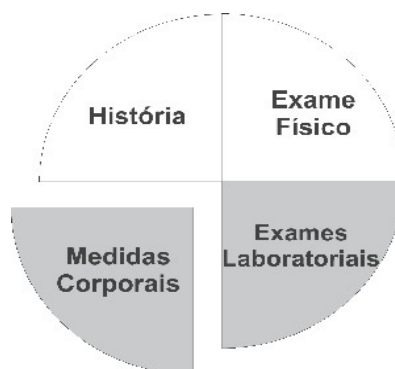 História
Exame
Físico
Medidas
Corporais
Exames
Laboratoriais